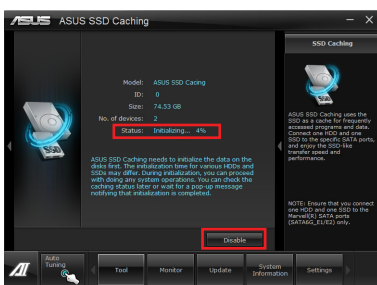 ASUS ASUS SSD Caching
SSD Caching
Model: ASUS SSD Cacing
ID: 0
Size: 74.53 GB
No. of devices: 2
Status: Initializing... 4%
ASUS SSD Caching needs to initialize the data on the
disks first. The initialization time for various HDDs and
SSDs may differ. During initialization, you can proceed
with doing any system operations. You can check the
caching status later or wait for a pop-up message
notifying that initialization is completed.
Disable
ASUS SSD Caching uses the
SSD as a cache for frequently
accessed programs and data.
Connect one HDD and one
SSD to the specific SATA ports,
and enjoy the SSD-like
transfer speed and
performance.
NOTE: Ensure that you connect
one HDD and one SSD to the
Marvell(R) SATA ports
(SATA6G_E1/E2) only.
Auto
Tuning
Tool
Monitor
Update
System
Information
Settings